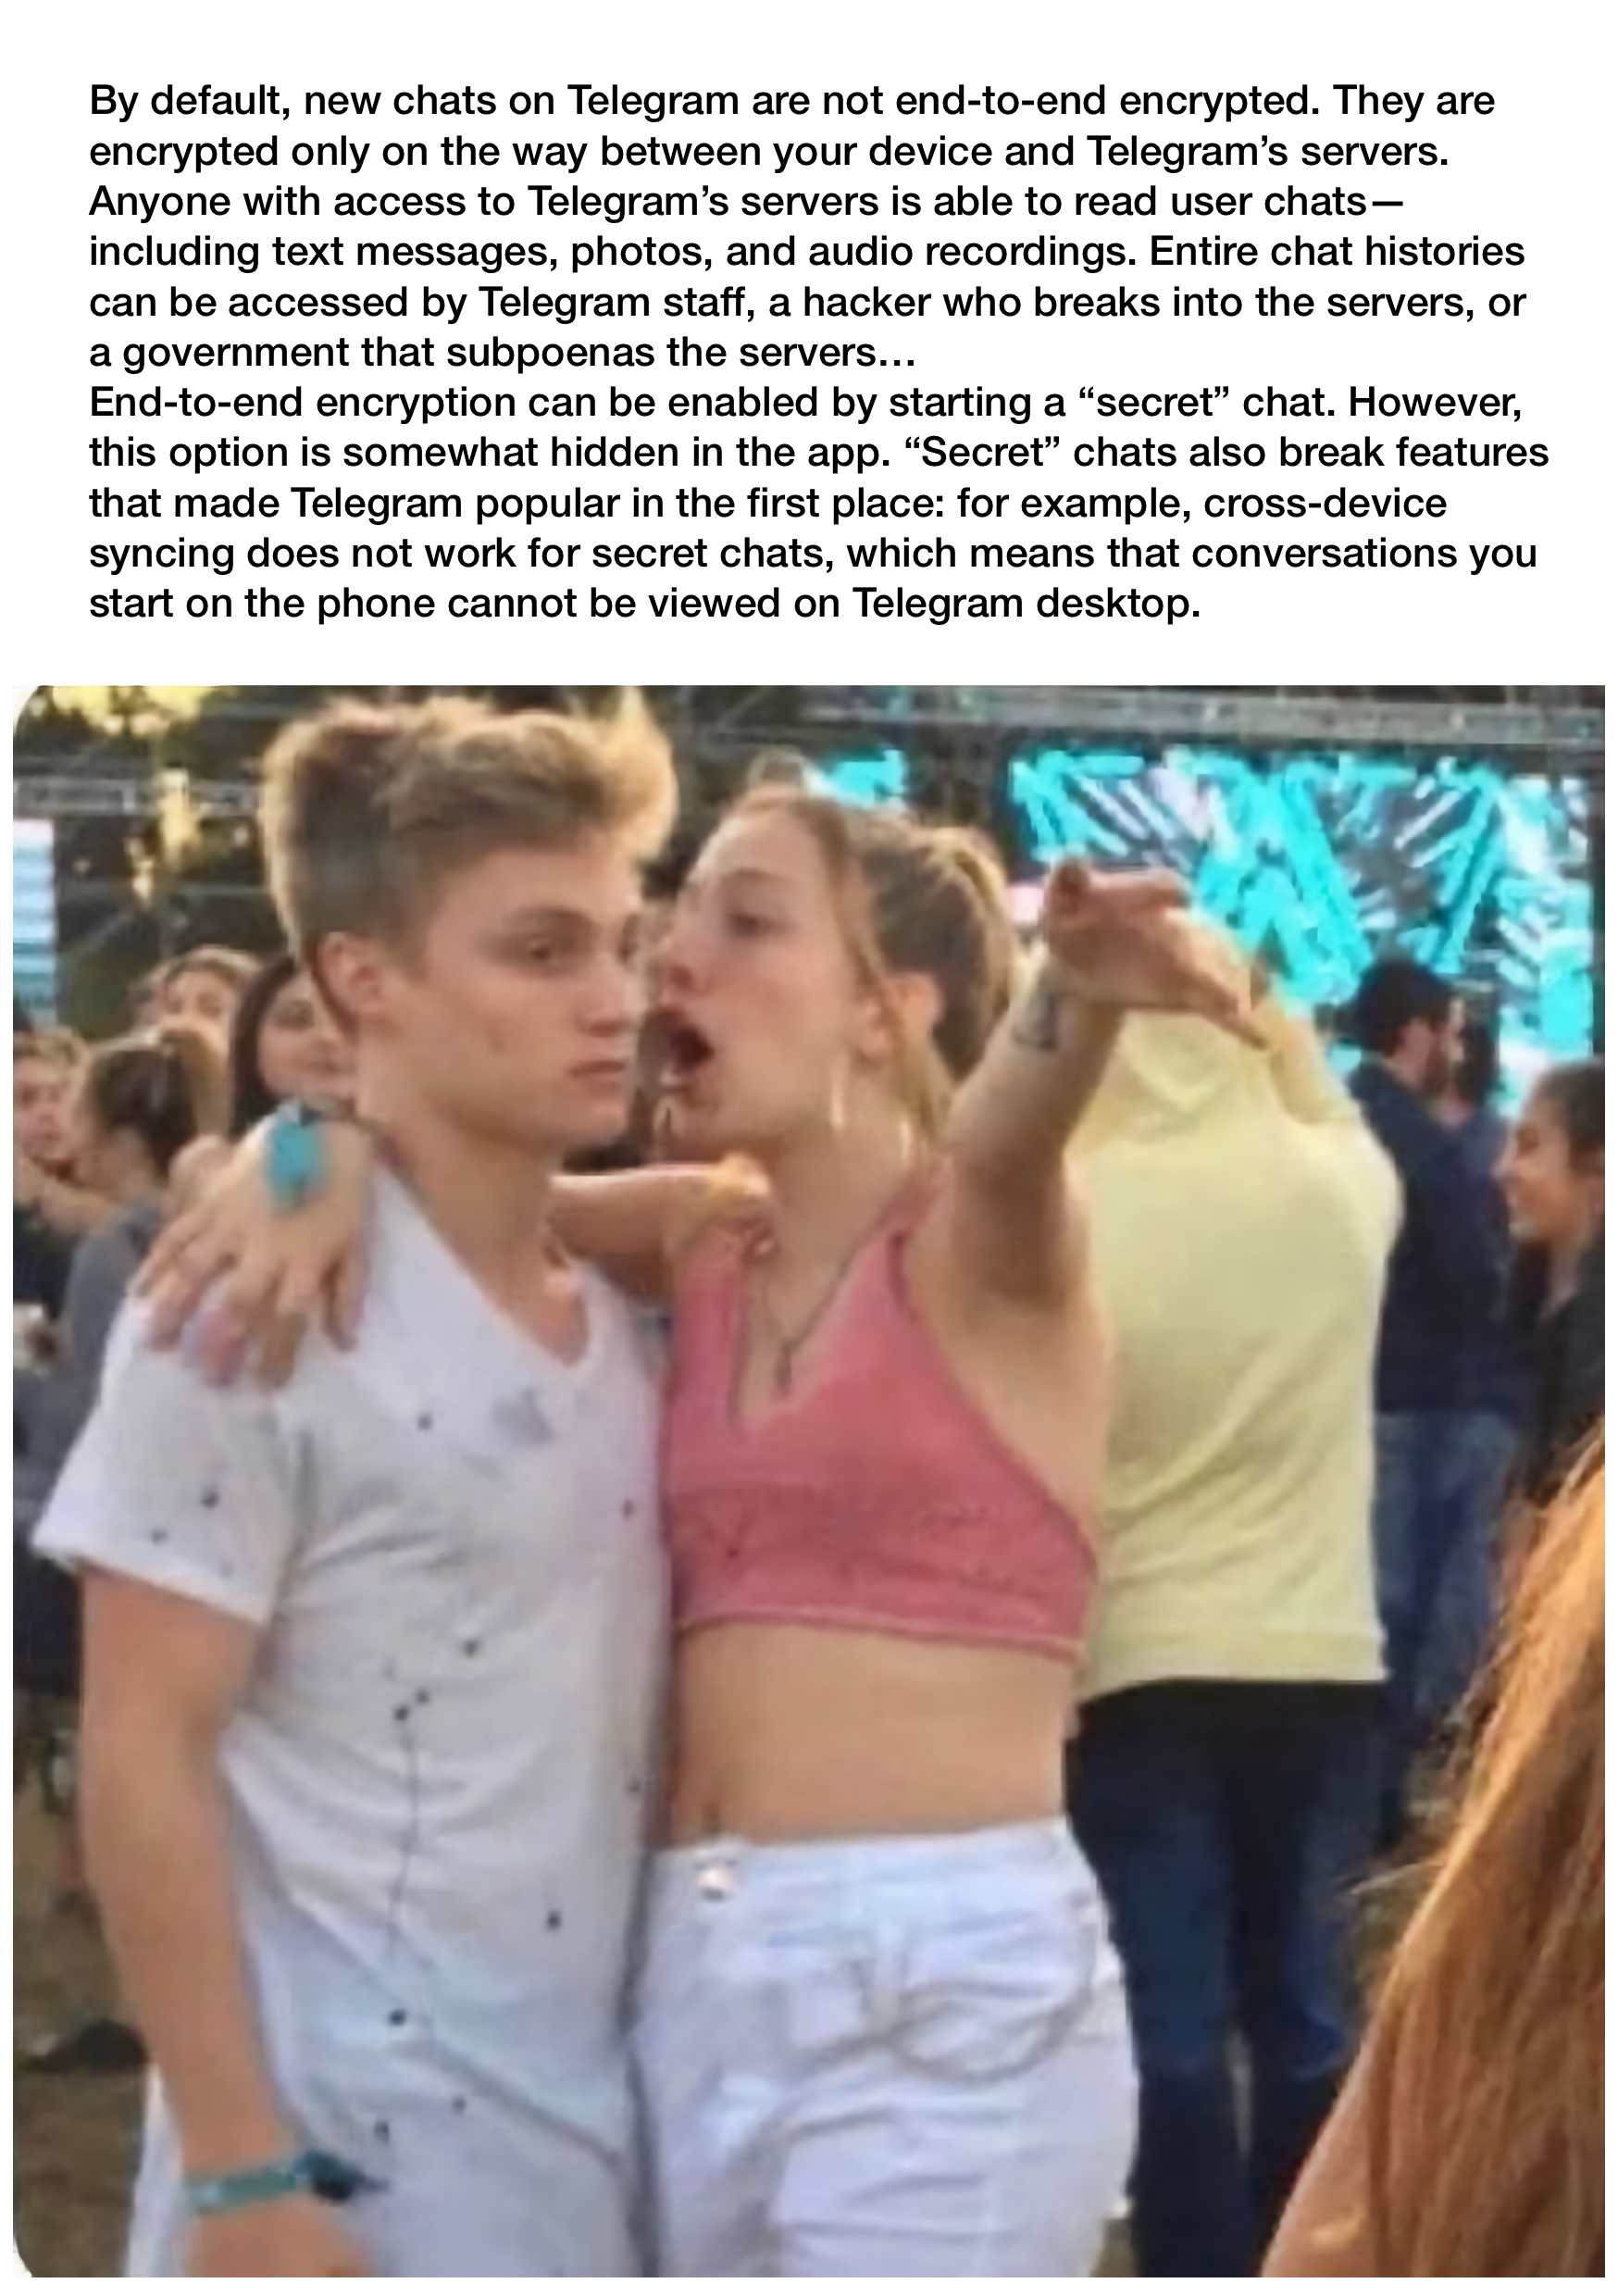 By default, new chats on Telegram are not end-to-end encrypted. They are
encrypted only on the way between your device and Telegram’s servers.
Anyone with access to Telegram’s servers is able to read user chats—
including text messages, photos, and audio recordings. Entire chat histories
can be accessed by Telegram staff, a hacker who breaks into the servers, or
a government that subpoenas the servers…
End-to-end encryption can be enabled by starting a “secret” chat. However,
this option is somewhat hidden in the app. “Secret” chats also break features
that made Telegram popular in the first place: for example, cross-device
syncing does not work for secret chats, which means that conversations you
start on the phone cannot be viewed on Telegram desktop.